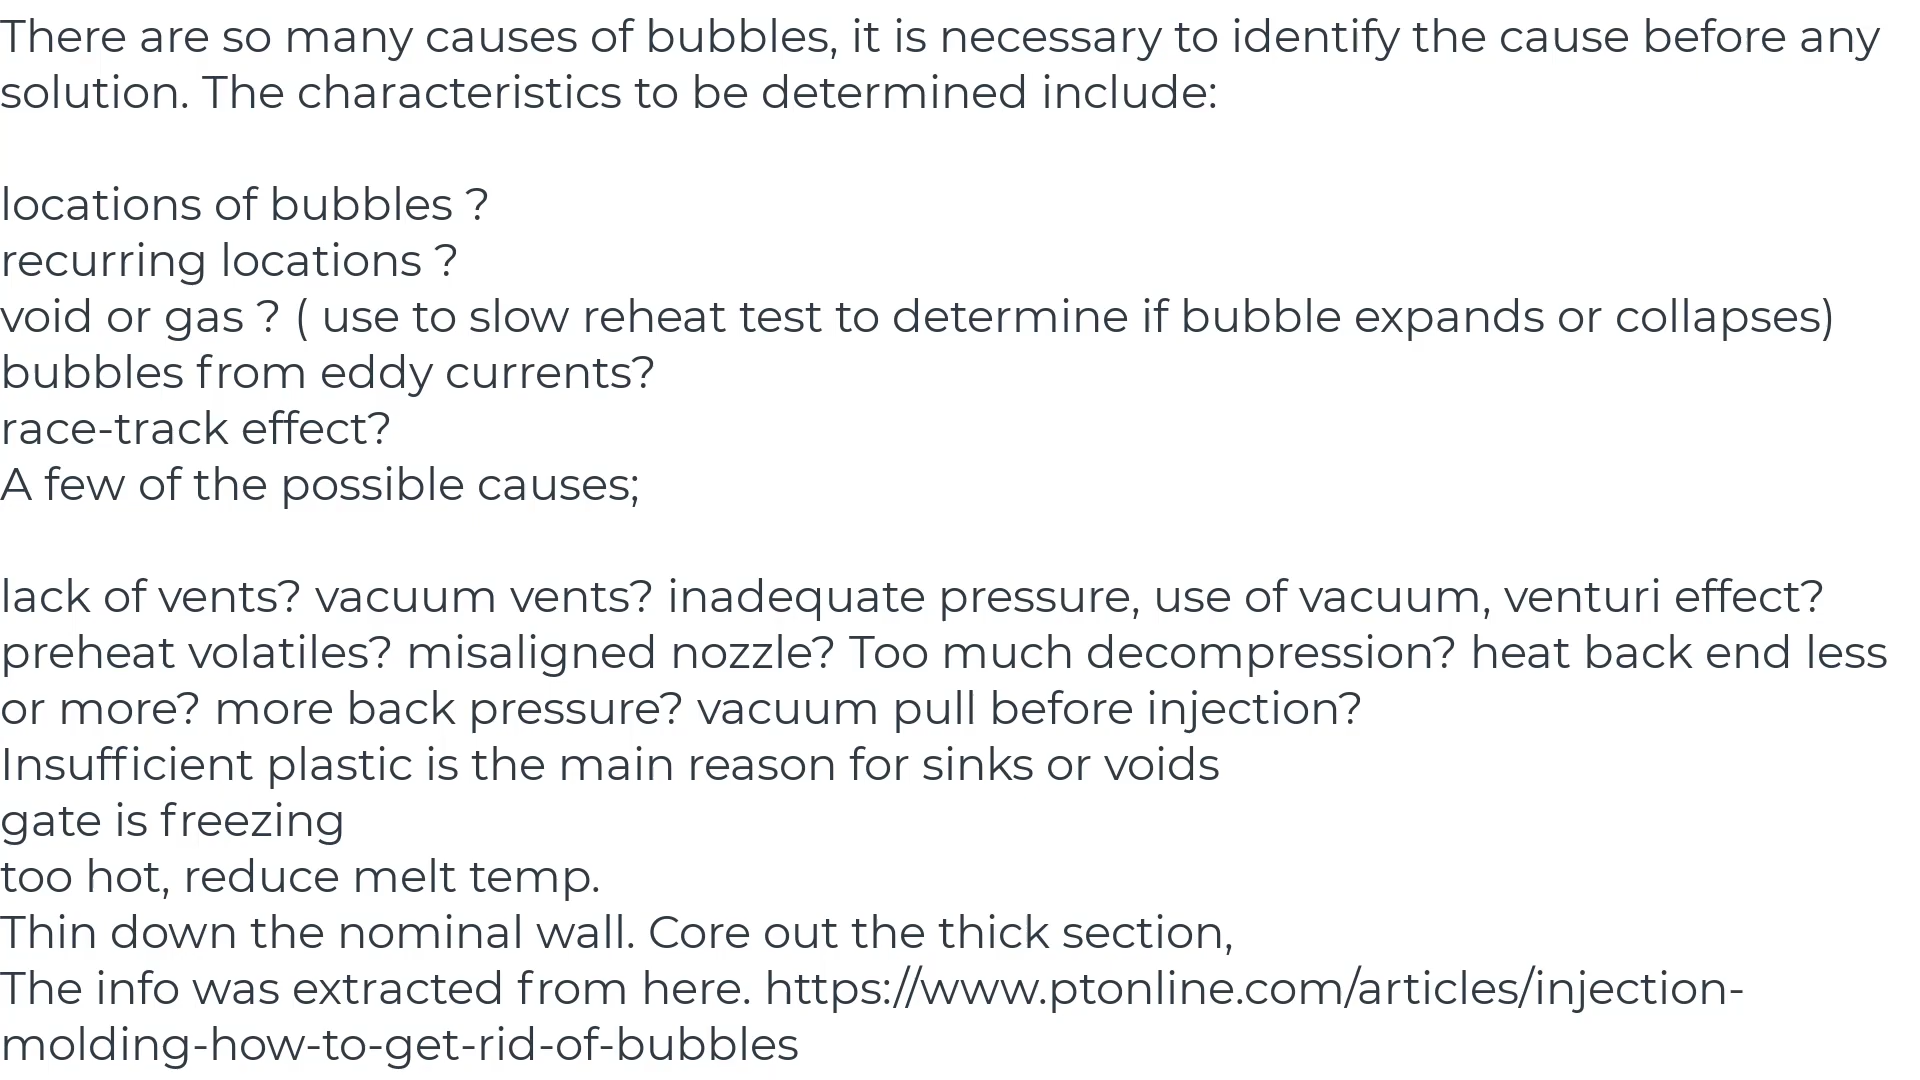 There are so many causes of bubbles, it is necessary to identify the cause before any
solution. The characteristics to be determined include:
locations of bubbles ?
recurring locations ?
void or gas ? ( use to slow reheat test to determine if bubble expands or collapses)
bubbles from eddy currents?
race-track effect?
A few of the possible causes;
lack of vents? vacuum vents? inadequate pressure, use of vacuum, venturi effect?
preheat volatiles? misaligned nozzle? Too much decompression? heat back end less
or more? more back pressure? vacuum pull before injection?
Insufficient plastic is the main reason for sinks or voids
gate is freezing
too hot, reduce melt temp.
Thin down the nominal wall. Core out the thick section,
The info was extracted from here. https://www.ptonline.com/articles/injection-
molding-how-to-get-rid-of-bubbles